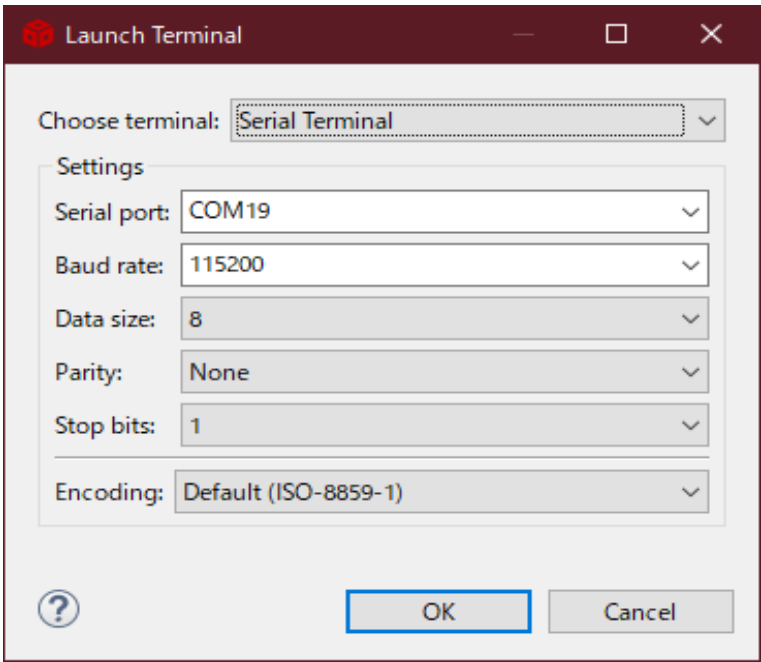 Launch Terminal
Choose terminal: Serial Terminal
Settings
Serial port: COM19
Baud rate: 115200
Data size: 8
Parity: None
Stop bits: 1
Encoding: Default (ISO-8859-1)
? OK Cancel